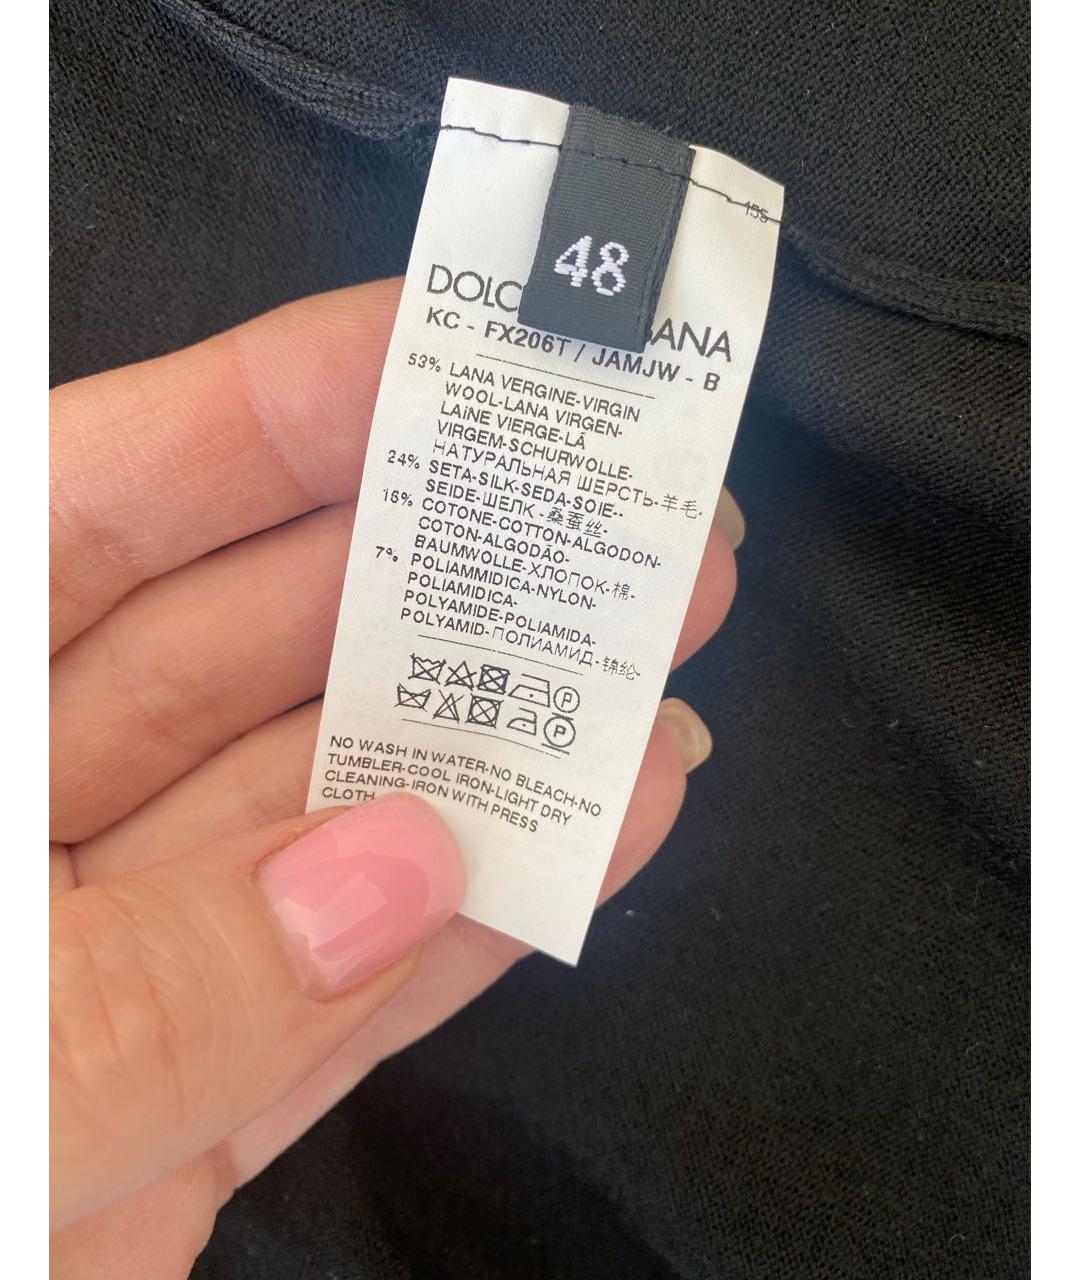 15S
48
DOLC BANA
KC - FX206T / JAMJW - B
53% LANA VERGINE-VIRGIN
WOOL-LANA VIRGEN-
LAINE VIERGE-LÃ
VIRGEM-SCHURWOLLE-
НАТУРАЛЬНАЯ ШЕРСТЬ-羊毛.
24% SETA-SILK-SEDA-SOIE--
SEIDE-ШЕЛК -桑蚕丝-
16% COTONE-COTTON-ALGODON-
COTON-ALGODÃO-
BAUMWOLLE-ХЛОПОК-棉-
7% POLIAMMIDICA-NYLON-
POLIAMIDICA-
POLYAMIDE-POLIAMIDA-
POLYAMID-ПОЛИАМИД-锦纶-
P
P
NO WASH IN WATER-NO BLEACH-NO
TUMBLER-COOL IRON-LIGHT DRY
CLEANING-IRON WITH PRESS
CLOTH